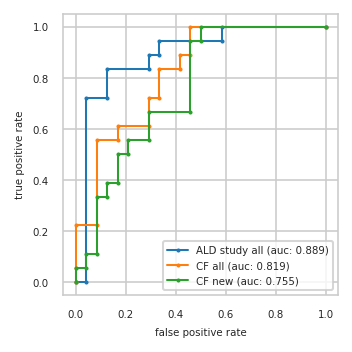 1.0
0.8
0.6
0.4
0.2
0.0
true positive rate
ALD study all (auc: 0.889)
CF all (auc: 0.819)
CF new (auc: 0.755)
0.0 0.2 0.4 0.6 0.8 1.0
false positive rate